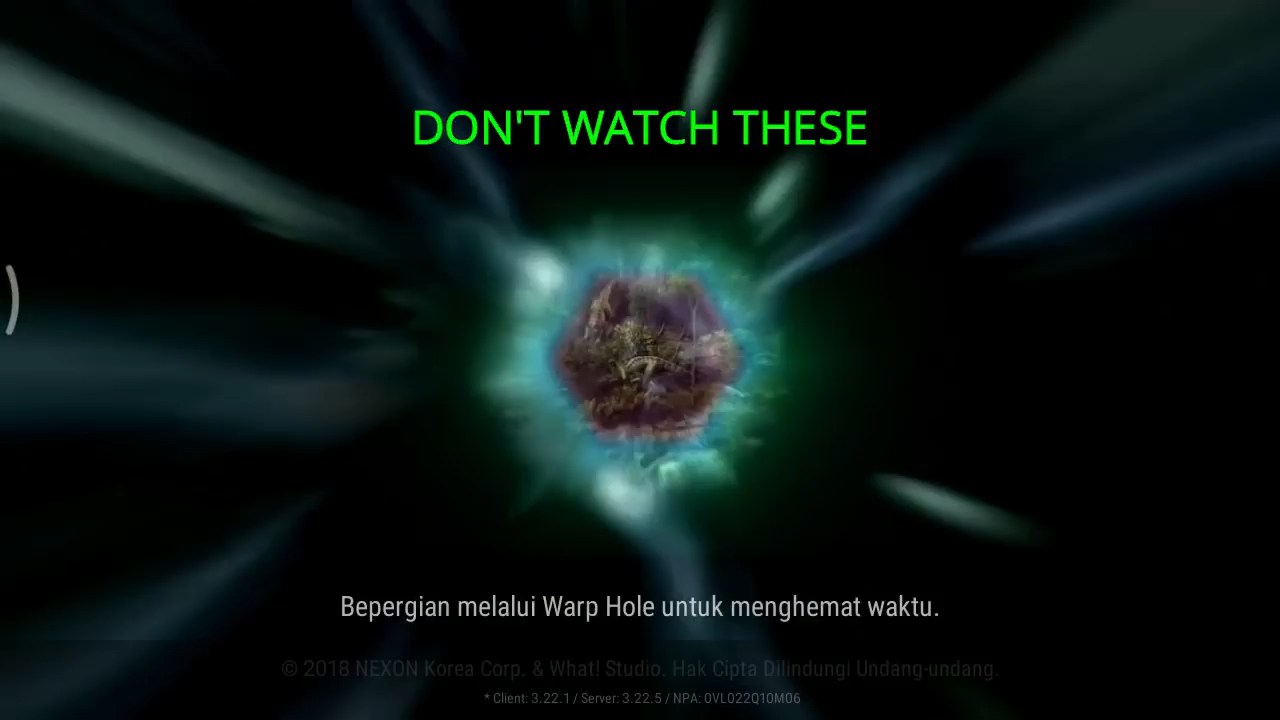 DON'T WATCH THESE
Bepergian melalui Warp Hole untuk menghemat waktu.
© 2018 NEXON Korea Corp. & What! Studio. Hak Cipta Dilindungi Undang-undang.
* Client: 3.22.1 / Server: 3.22.5 / NPA: 0VL022Q10M06